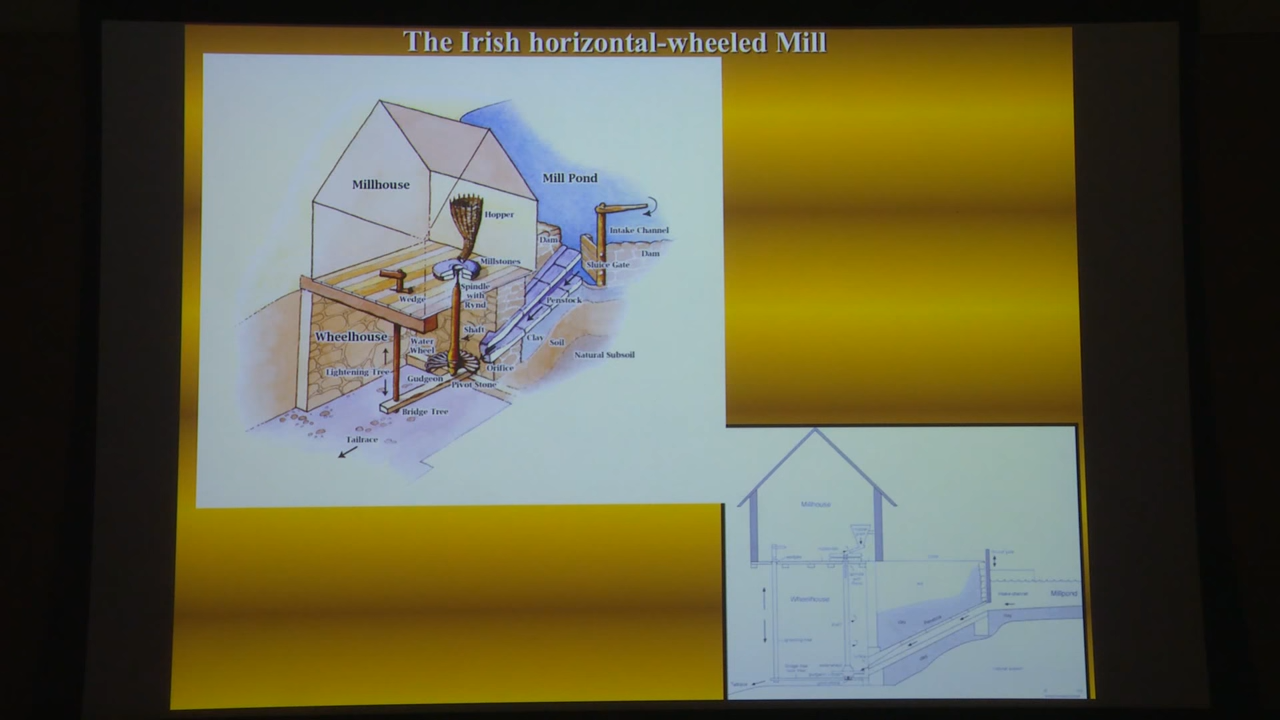 The Irish horizontal-wheeled Mill
Millhouse
Mill Pond
Hopper
Intake Channel
Dam
Dam
Sluice Gate
Millstones
Wedge
Spindle
with
Rynd
Penstock
Shaft
Wheelhouse
Water
Wheel
Clay
Soil
Natural Subsoil
Orifice
Lightening Tree
Gudgeon
Pivot Stone
Bridge Tree
Tailrace
Millhouse
Wheelhouse
Millpond
Tailrace